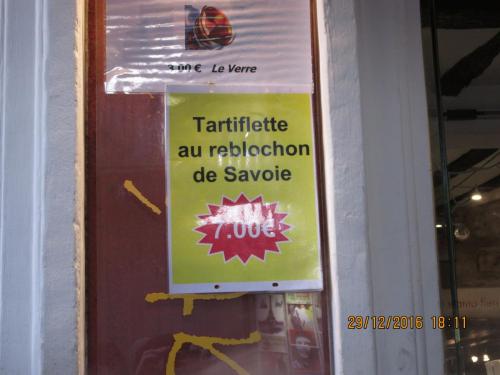 3.00 € Le Verre
Tartiflette
au reblochon
de Savoie
7.00€
29/12/2016 18:11